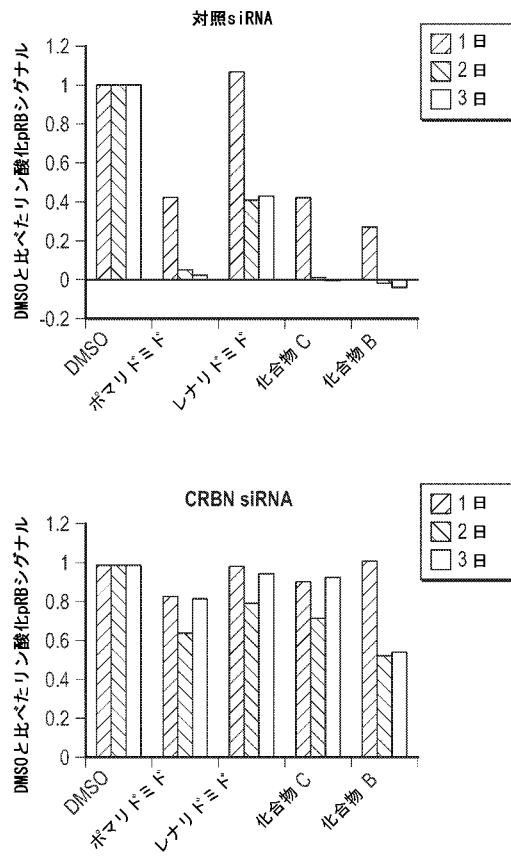 対照siRNA
DMSOと比べたリン酸化pRBシグナル
1.2
1
0.8
0.6
0.4
0.2
0
-0.2
DMSO
ポマリドミド
レナリドミド
化合物 C
化合物 B
1 日
2 日
3 日
CRBN siRNA
DMSOと比べたリン酸化pRBシグナル
1.2
1
0.8
0.6
0.4
0.2
0
DMSO
ポマリドミド
レナリドミド
化合物 C
化合物 B
1 日
2 日
3 日